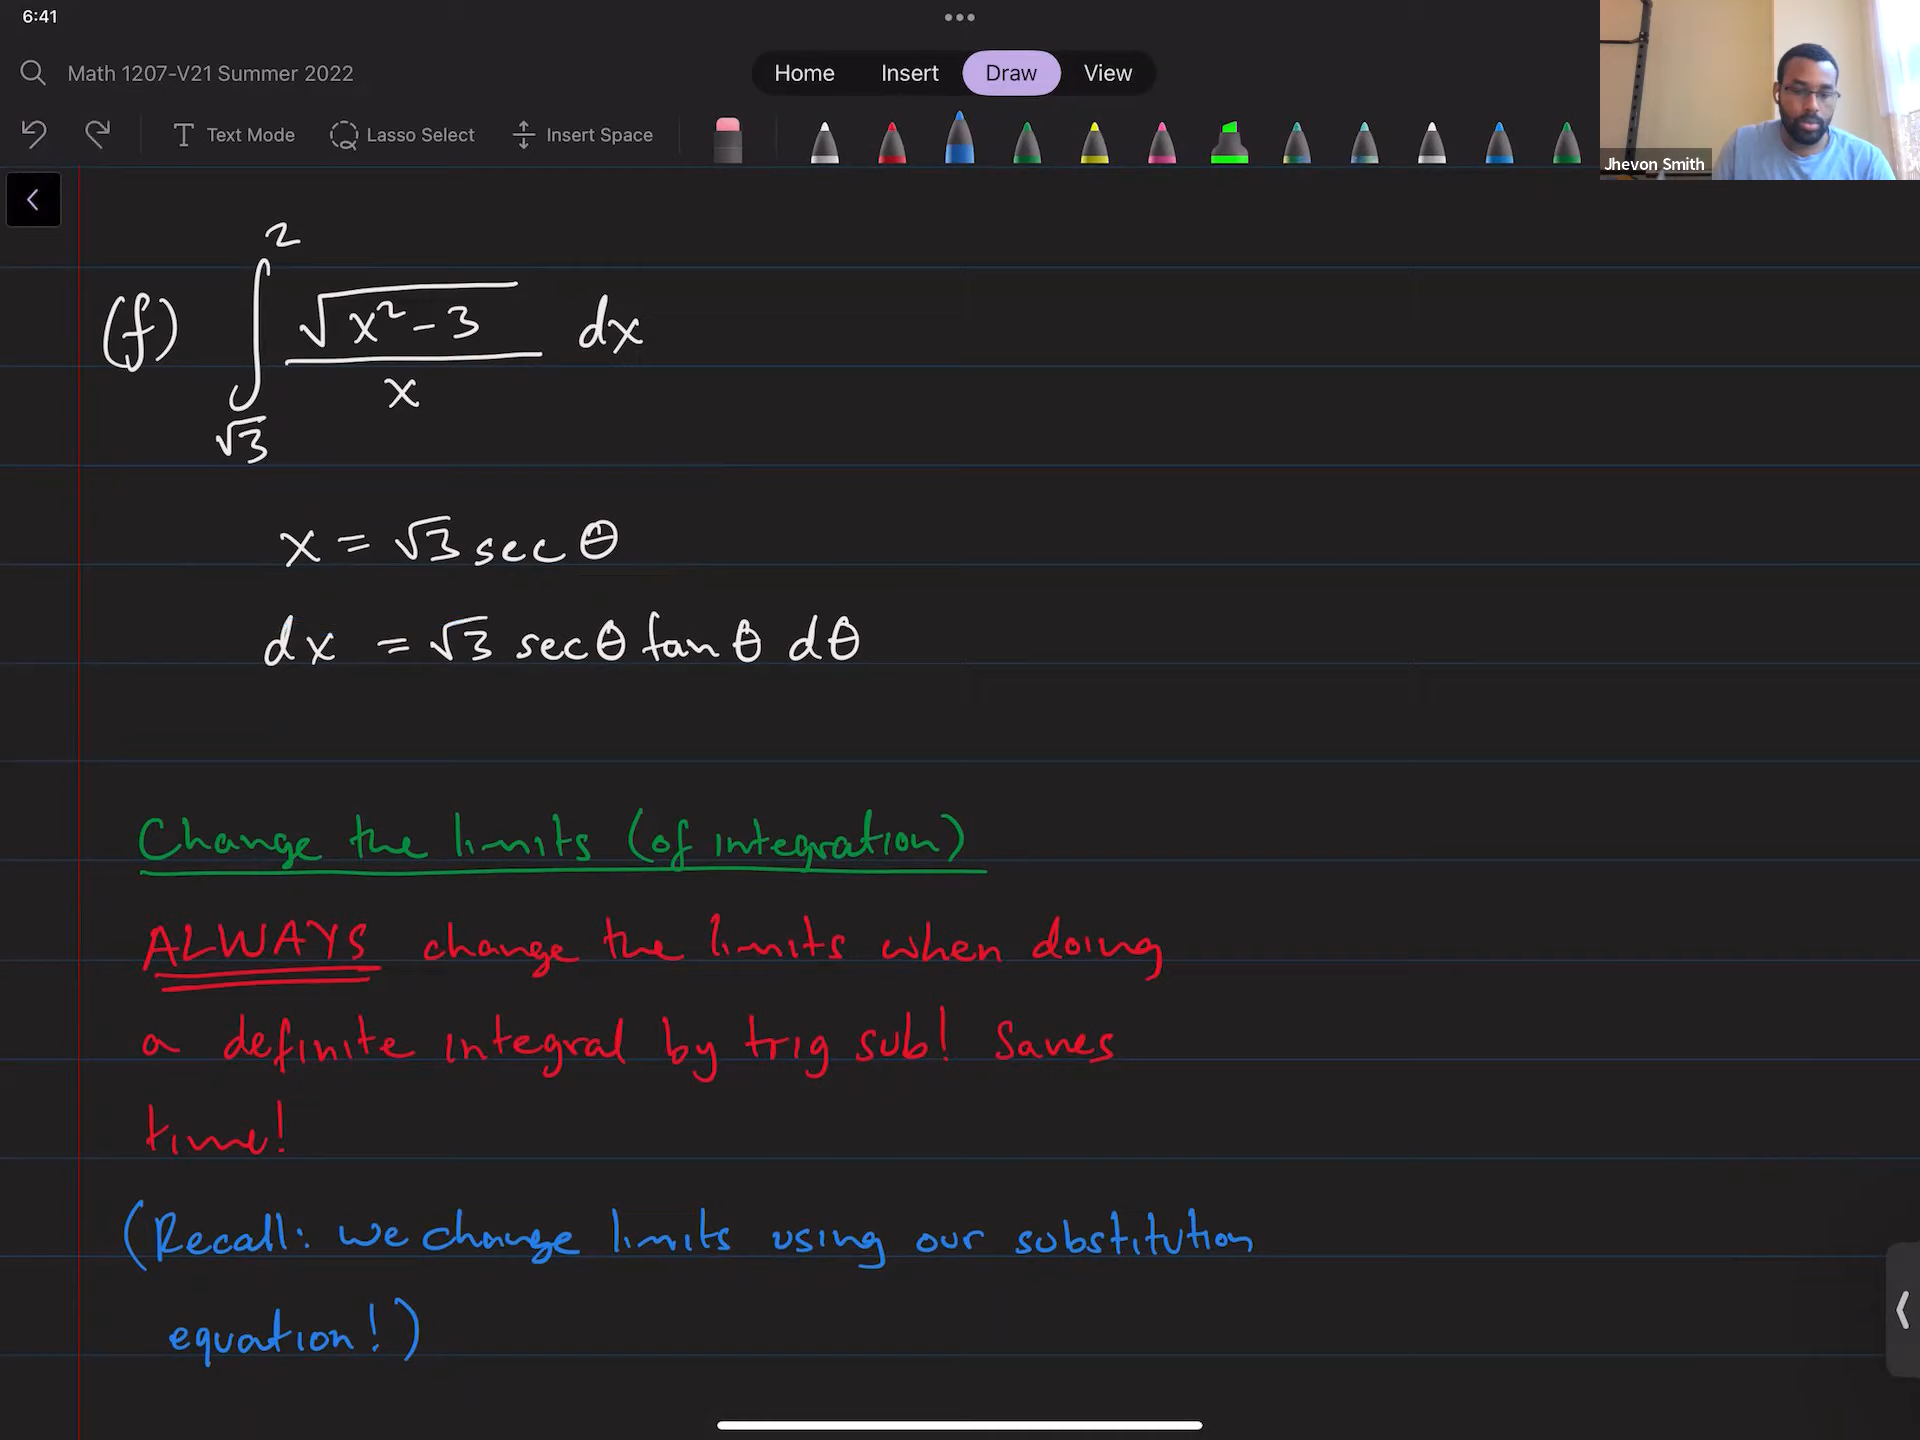 6:41
Math 1207-V21 Summer 2022
Home Insert Draw View
Text Mode Lasso Select Insert Space
Jhevon Smith
(f) ∫_{√3}^{2} √(x²-3) / x dx
x = √3 sec θ
dx = √3 sec θ tan θ dθ
Change the limits (of integration)
ALWAYS change the limits when doing
a definite integral by trig sub! Saves
time!
(Recall: we change limits using our substitution
equation!)